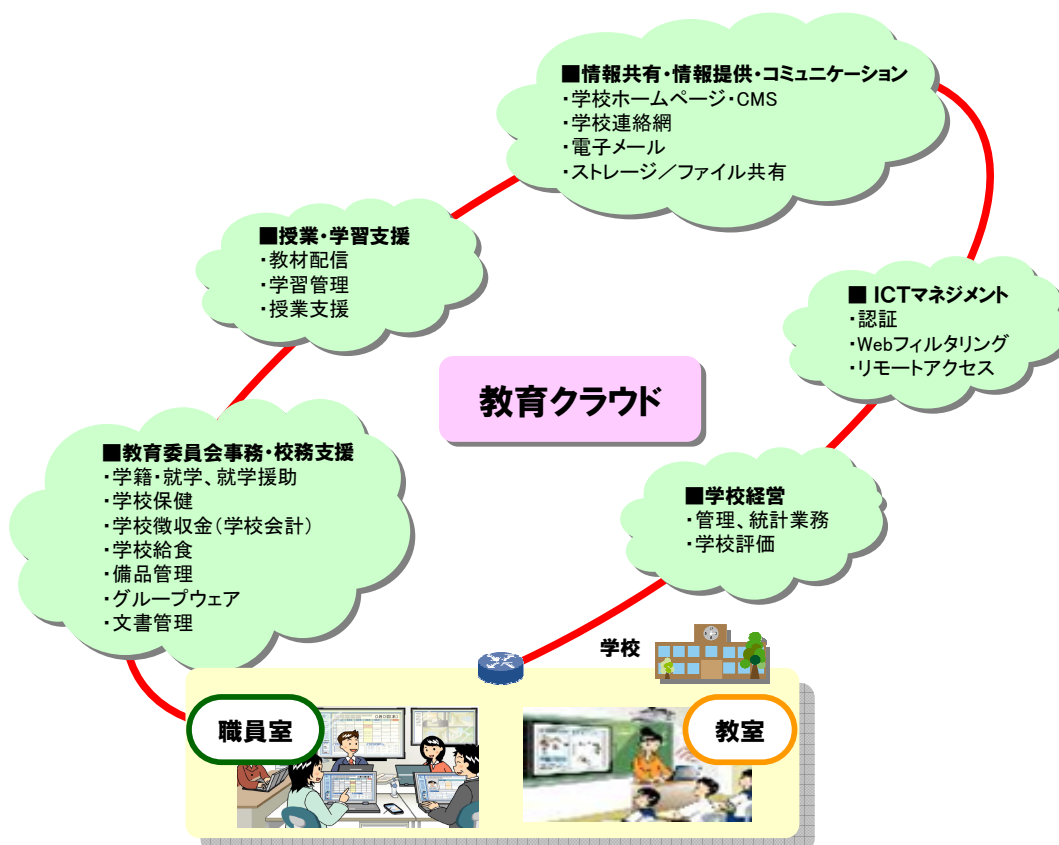 ■情報共有・情報提供・コミュニケーション
・学校ホームページ・CMS
・学校連絡網
・電子メール
・ストレージ／ファイル共有
■授業・学習支援
・教材配信
・学習管理
・授業支援
■ ICTマネジメント
・認証
・Webフィルタリング
・リモートアクセス
教育クラウド
■教育委員会事務・校務支援
・学籍・就学、就学援助
・学校保健
・学校徴収金（学校会計）
・学校給食
・備品管理
・グループウェア
・文書管理
■学校経営
・管理、統計業務
・学校評価
学校
職員室
教室